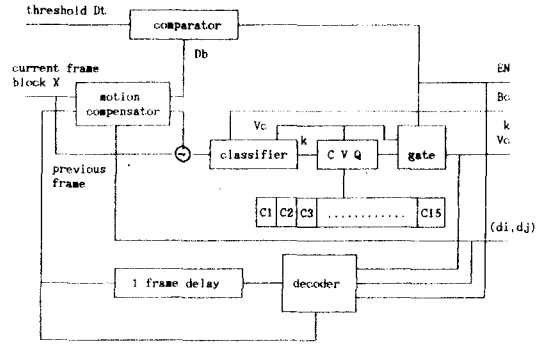 threshold Dt
comparator
Db
current frame
block X
EN
motion
compensator
Bc
Vc
k
k
Vc
classifier
C V Q
gate
previous
frame
C1 C2 C3 ............. C15
(di,dj)
1 frame delay
decoder